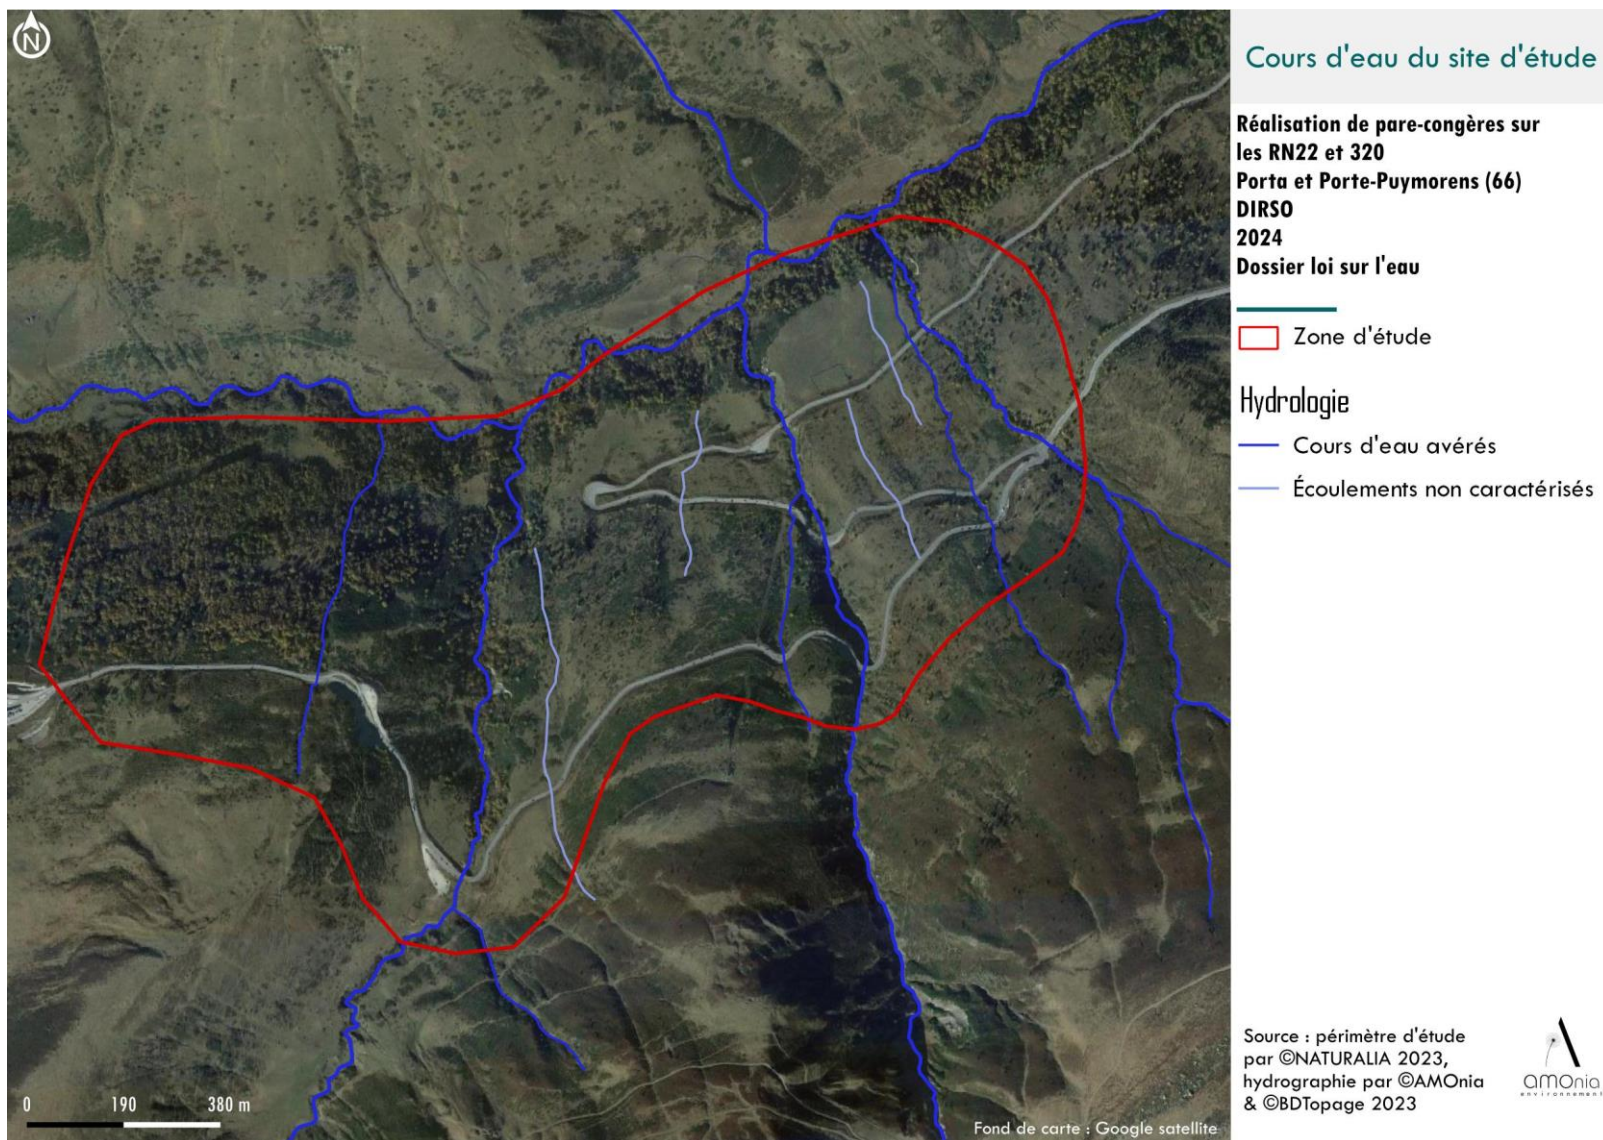 N
Cours d'eau du site d'étude
Réalisation de pare-congères sur
les RN22 et 320
Porta et Porte-Puymorens (66)
DIRSO
2024
Dossier loi sur l'eau
Zone d'étude
Hydrologie
Cours d'eau avérés
Écoulements non caractérisés
Source : périmètre d'étude
par ©NATURALIA 2023,
hydrographie par ©AMOnia
& ©BDTopage 2023
amonia
environnement
0 190 380 m
Fond de carte : Google satellite